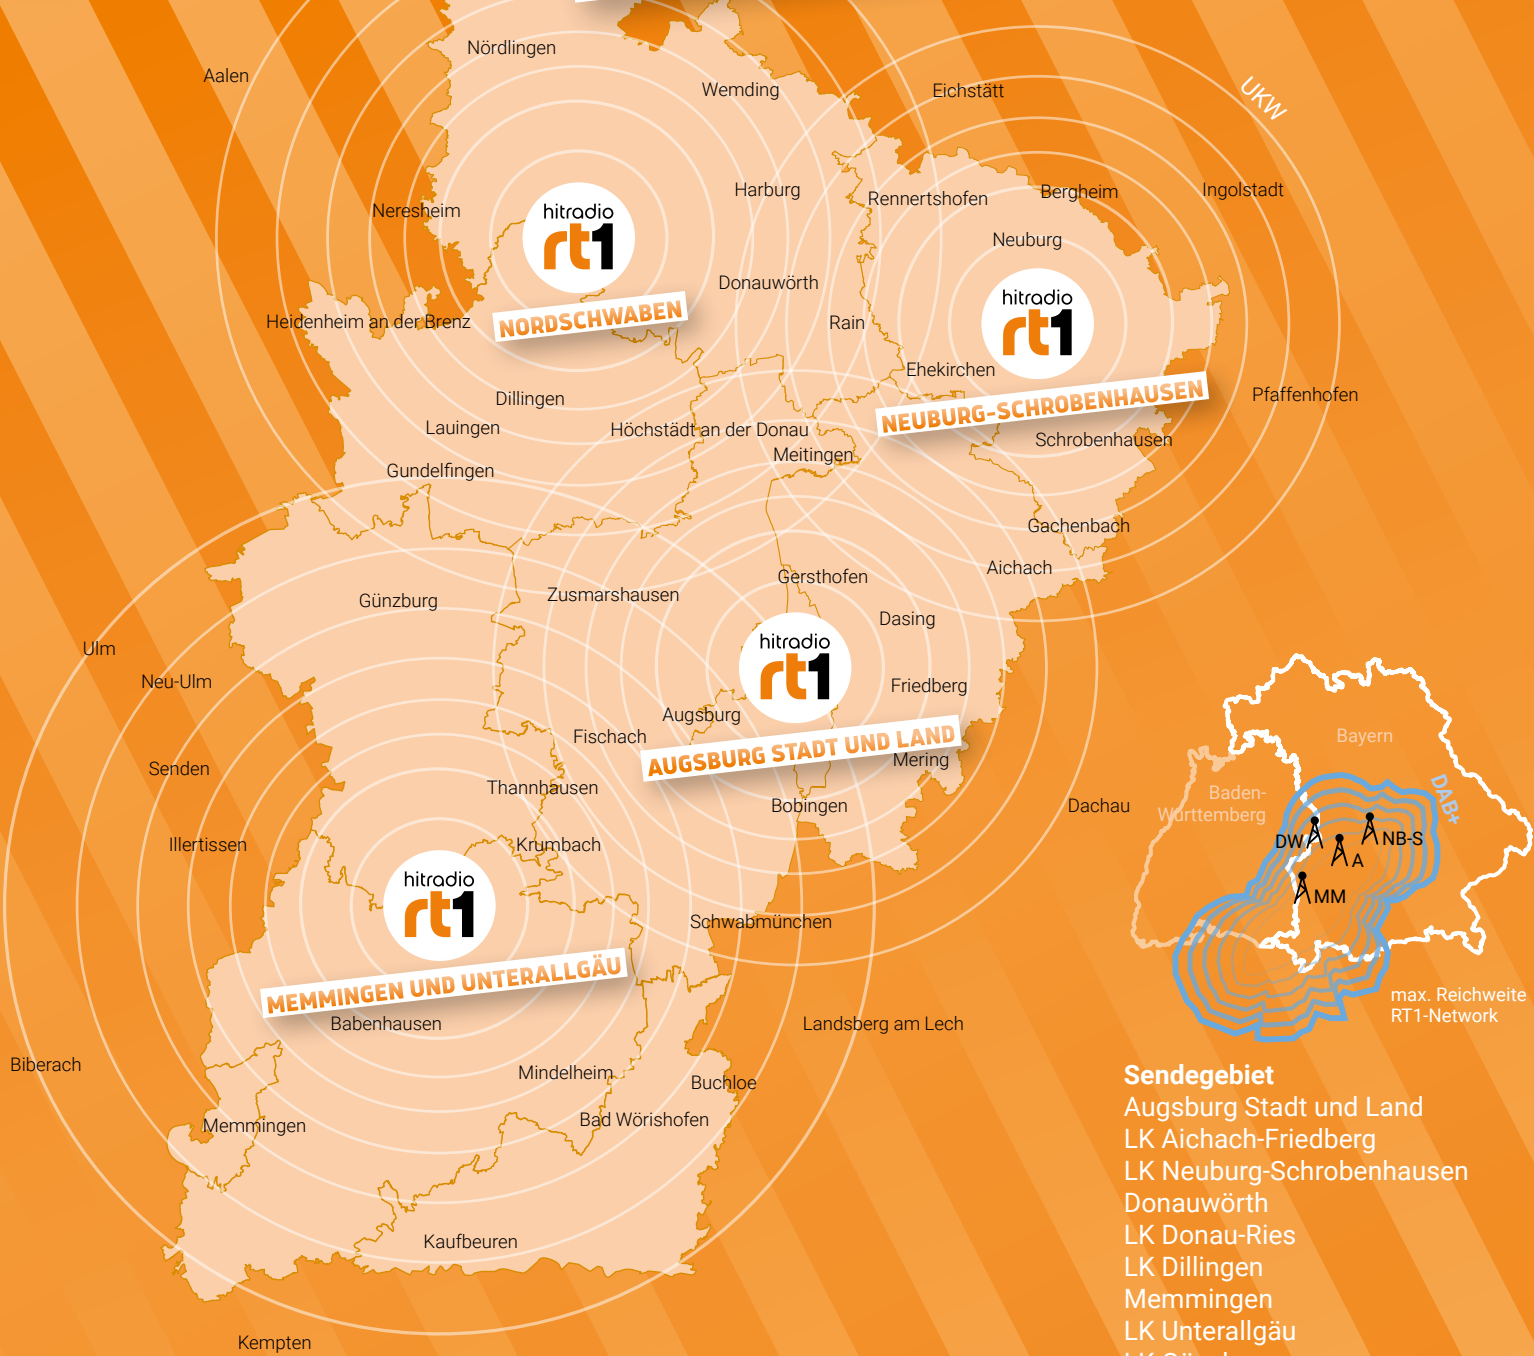 Nördlingen
Aalen
Wemding
Eichstätt
UKW
Harburg
Rennertshofen
Bergheim
Ingolstadt
Neresheim
hitradio
rt1
NORDSCHWABEN
Neuburg
Donauwörth
hitradio
rt1
NEUBURG-SCHROBENHAUSEN
Heidenheim an der Brenz
Rain
Ehekirchen
Pfaffenhofen
Dillingen
Lauingen
Höchstädt an der Donau
Schrobenhausen
Meitingen
Gundelfingen
Gachenbach
Aichach
Gersthofen
Zusmarshausen
Günzburg
Dasing
hitradio
rt1
AUGSBURG STADT UND LAND
Ulm
Neu-Ulm
Friedberg
Augsburg
Fischach
Mering
Senden
Thannhausen
Bobingen
Dachau
Illertissen
Krumbach
hitradio
rt1
MEMMINGEN UND UNTERALLGÄU
Schwabmünchen
Babenhausen
Landsberg am Lech
Biberach
Mindelheim
Buchloe
Bad Wörishofen
Memmingen
Kaufbeuren
Kempten
Bayern
Baden-
Württemberg
DAB+
DW
NB-S
A
MM
max. Reichweite
RT1-Network
Sendegebiet
Augsburg Stadt und Land
LK Aichach-Friedberg
LK Neuburg-Schrobenhausen
Donauwörth
LK Donau-Ries
LK Dillingen
Memmingen
LK Unterallgäu